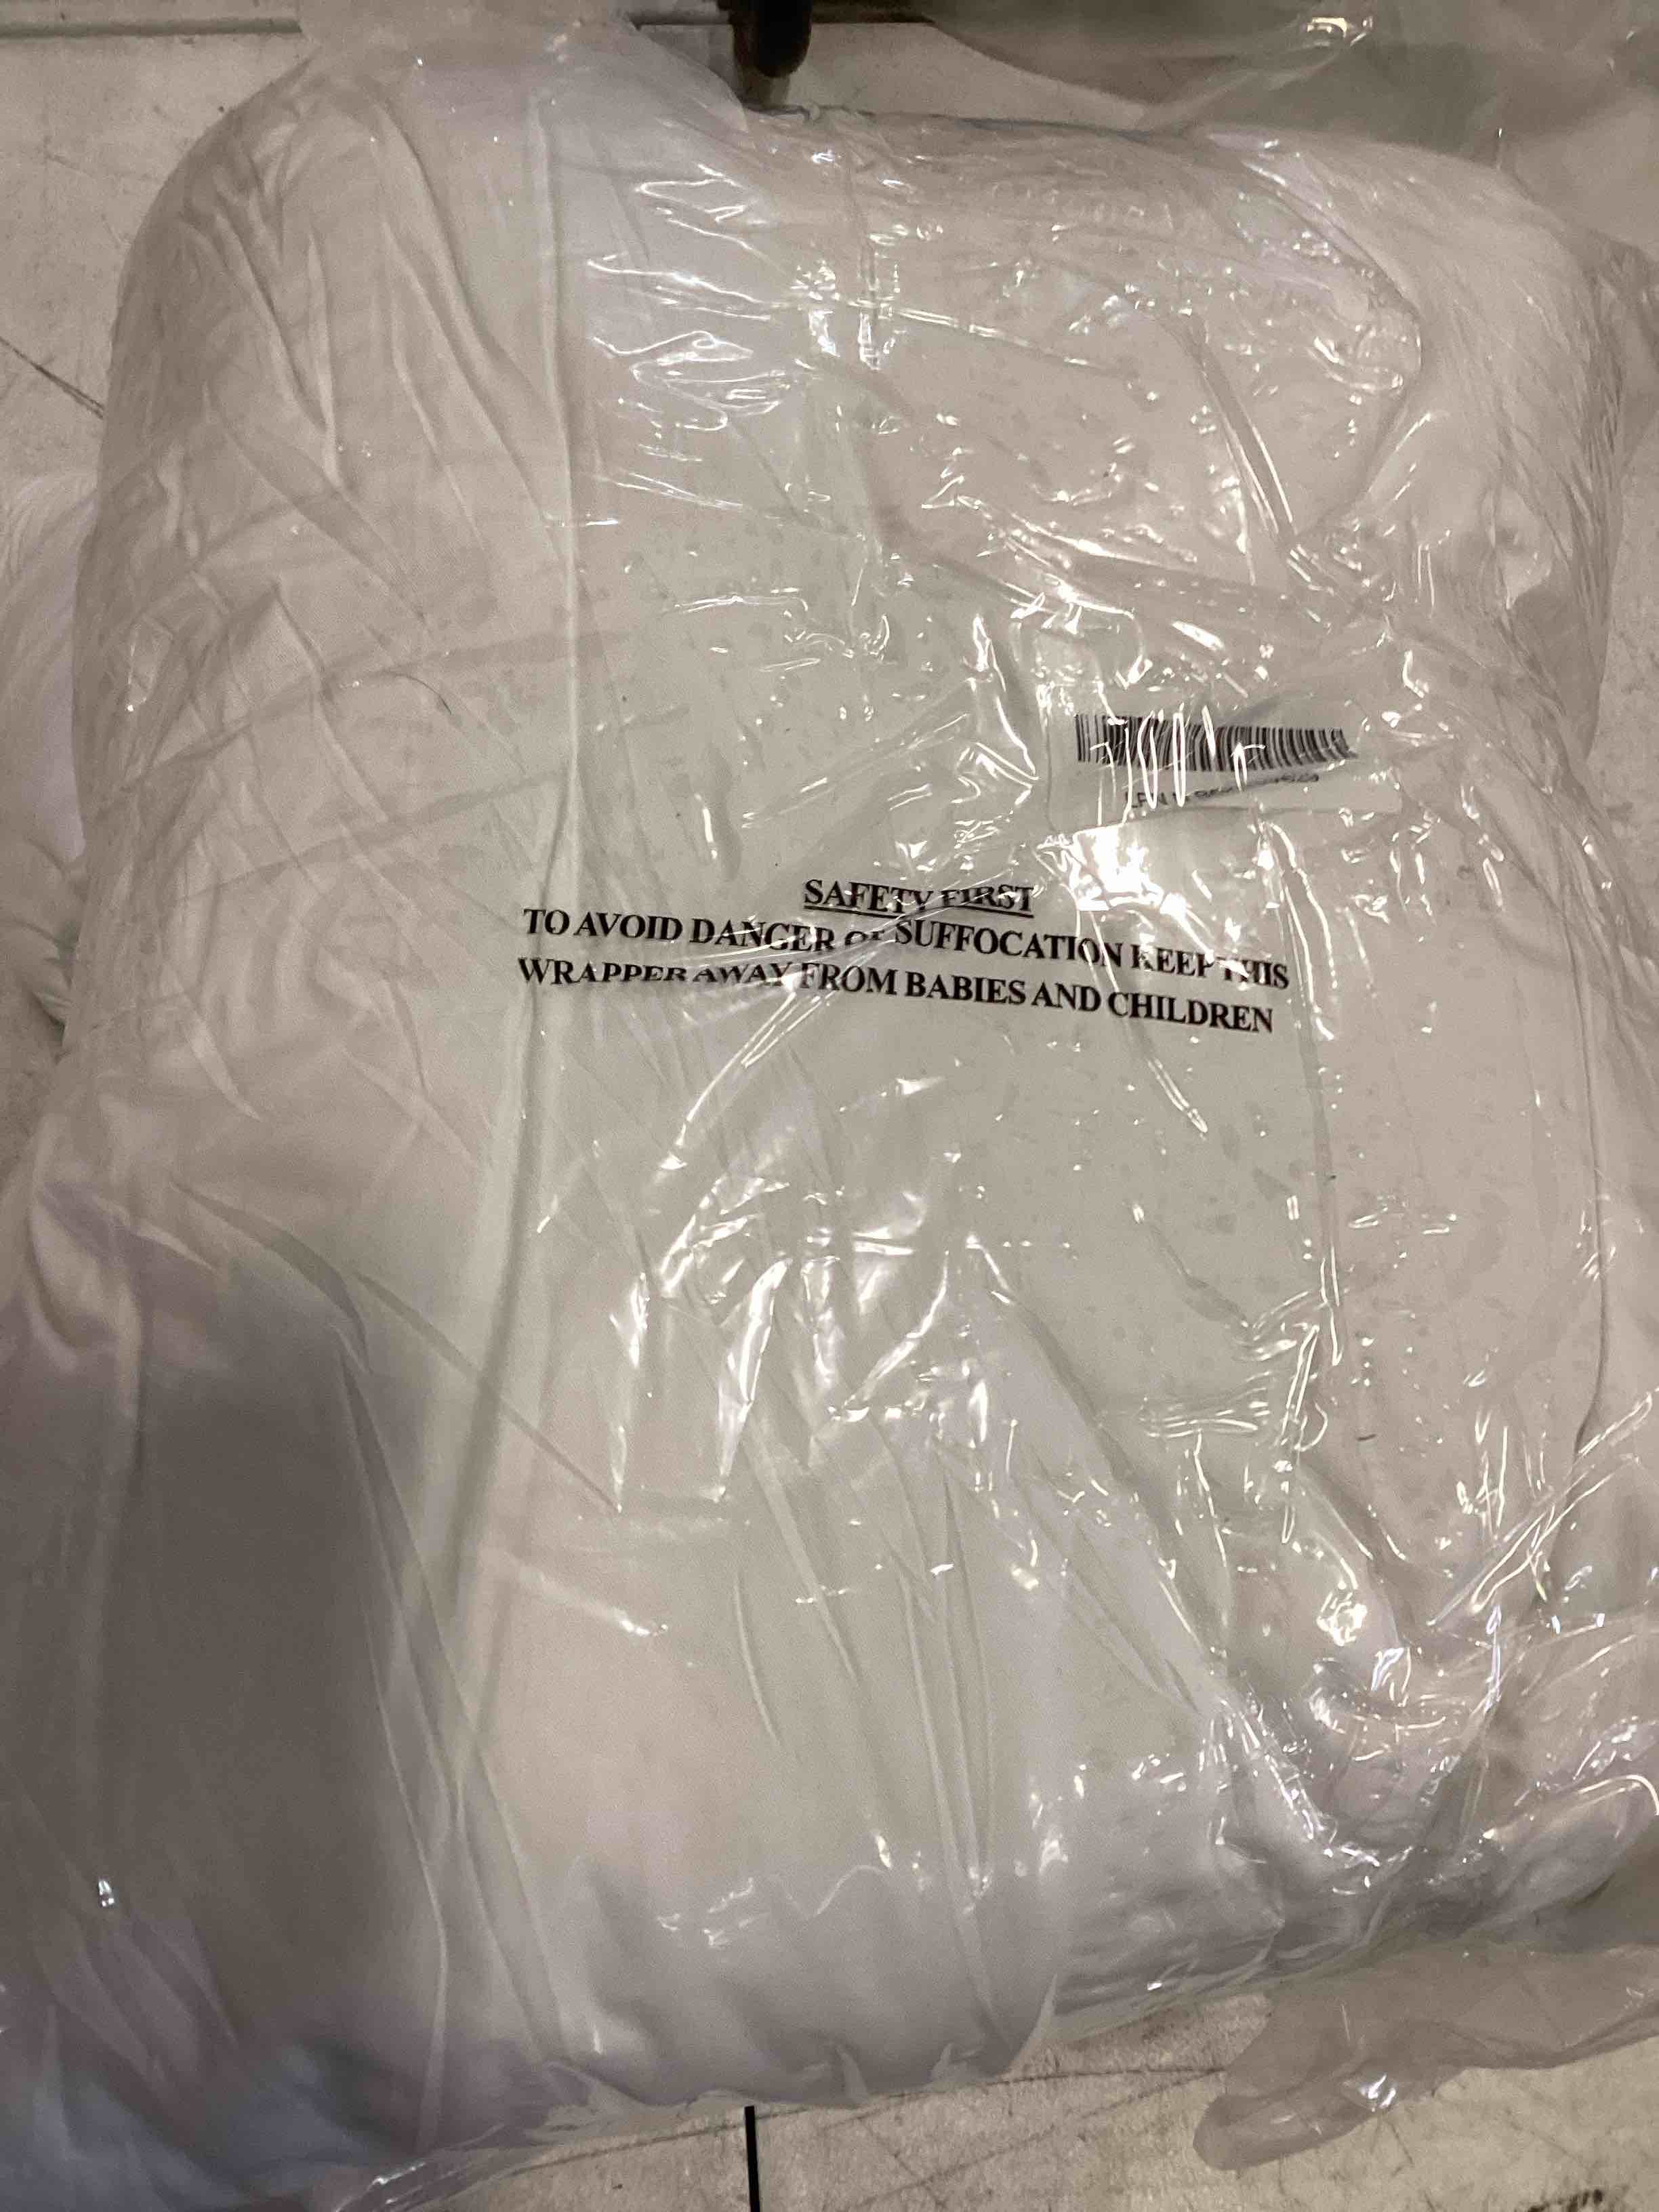 SAFETY FIRST
TO AVOID DANGER OF SUFFOCATION KEEP THIS
WRAPPER AWAY FROM BABIES AND CHILDREN